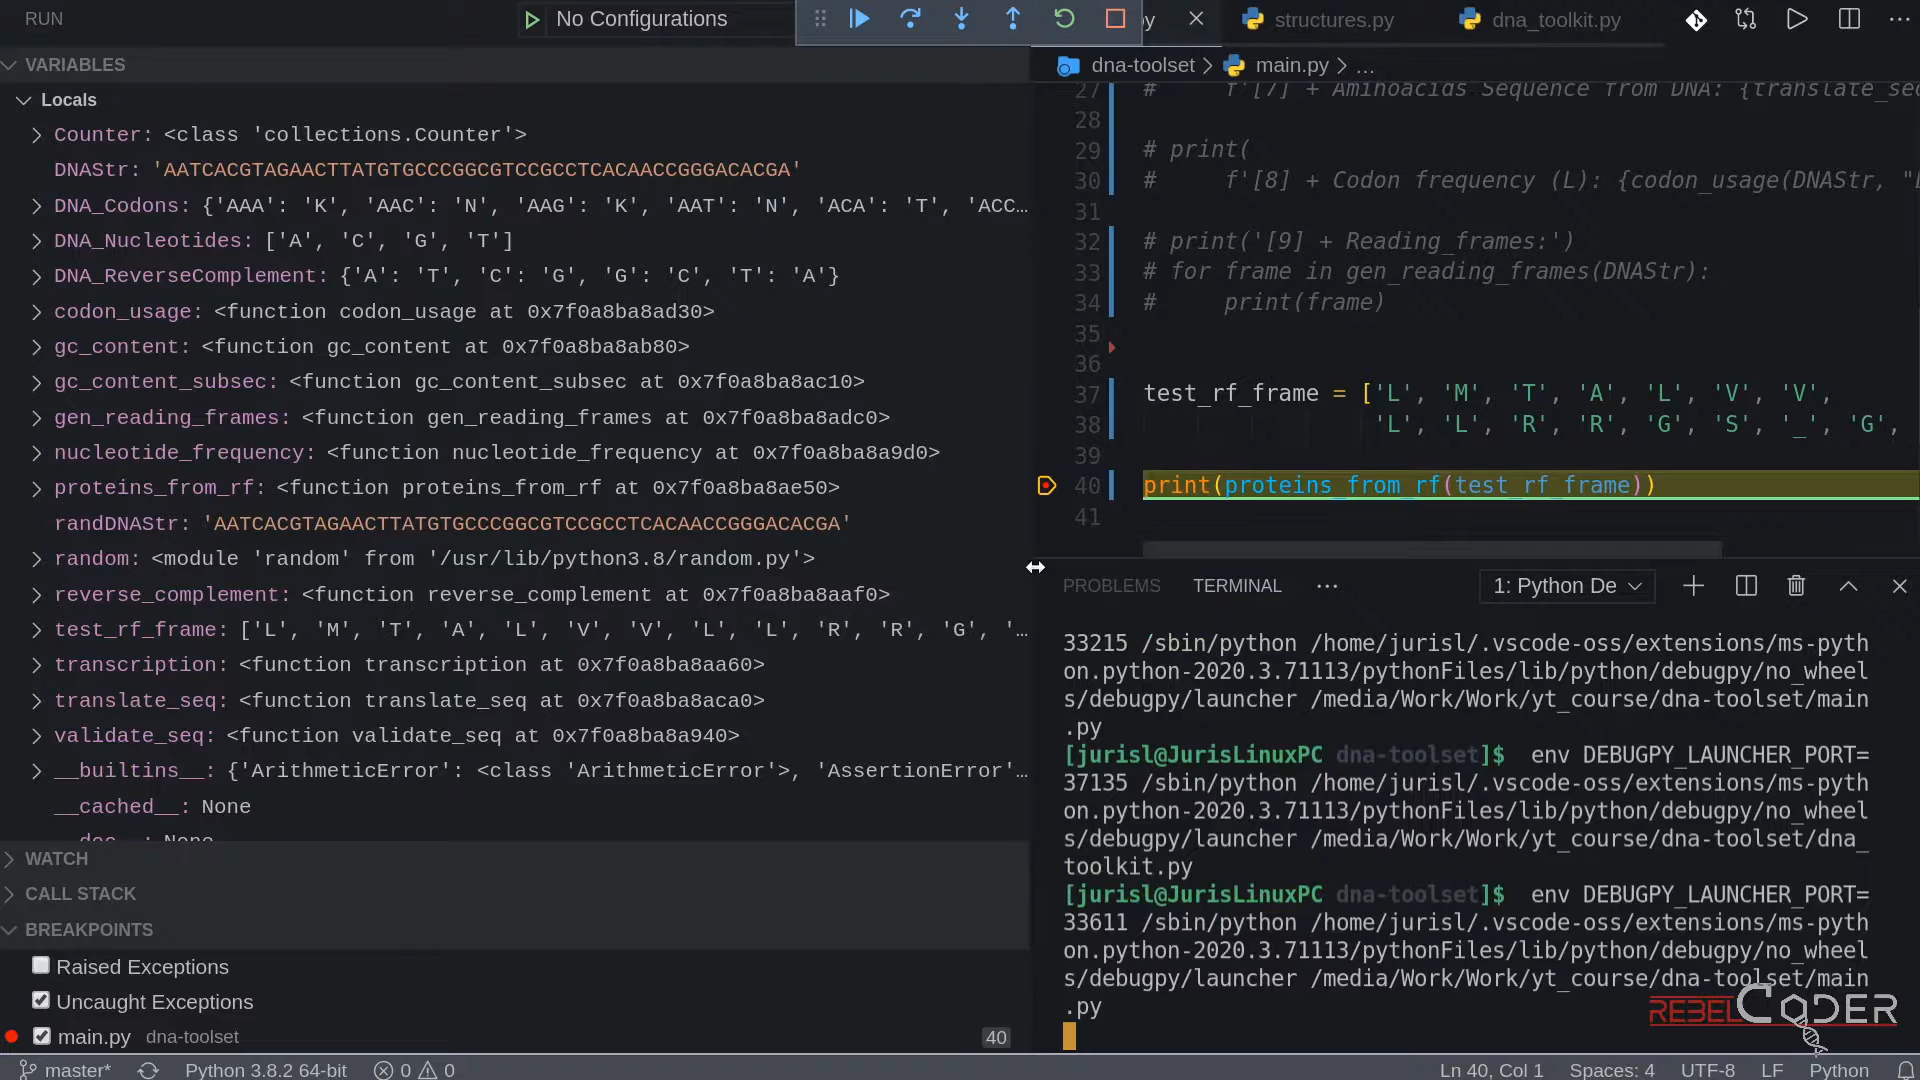 RUN
No Configurations
VARIABLES
Locals
Counter: <class 'collections.Counter'>
DNAStr: 'AATCACGTAGAACTTATGTGCCCGGCGTCCGCCTCACAACCGGGACACGA'
DNA_Codons: {'AAA': 'K', 'AAC': 'N', 'AAG': 'K', 'AAT': 'N', 'ACA': 'T', 'ACC…
DNA_Nucleotides: ['A', 'C', 'G', 'T']
DNA_ReverseComplement: {'A': 'T', 'C': 'G', 'G': 'C', 'T': 'A'}
codon_usage: <function codon_usage at 0x7f0a8ba8ad30>
gc_content: <function gc_content at 0x7f0a8ba8ab80>
gc_content_subsec: <function gc_content_subsec at 0x7f0a8ba8ac10>
gen_reading_frames: <function gen_reading_frames at 0x7f0a8ba8adc0>
nucleotide_frequency: <function nucleotide_frequency at 0x7f0a8ba8a9d0>
proteins_from_rf: <function proteins_from_rf at 0x7f0a8ba8ae50>
randDNAStr: 'AATCACGTAGAACTTATGTGCCCGGCGTCCGCCTCACAACCGGGACACGA'
random: <module 'random' from '/usr/lib/python3.8/random.py'>
reverse_complement: <function reverse_complement at 0x7f0a8ba8aaf0>
test_rf_frame: ['L', 'M', 'T', 'A', 'L', 'V', 'V', 'L', 'L', 'R', 'R', 'G', '…
transcription: <function transcription at 0x7f0a8ba8aa60>
translate_seq: <function translate_seq at 0x7f0a8ba8aca0>
validate_seq: <function validate_seq at 0x7f0a8ba8a940>
__builtins__: {'ArithmeticError': <class 'ArithmeticError'>, 'AssertionError'…
__cached__: None
__doc__: None
WATCH
CALL STACK
BREAKPOINTS
Raised Exceptions
Uncaught Exceptions
main.py dna-toolset 40
py structures.py dna_toolkit.py
dna-toolset > main.py > …
27 # f'[7] + Aminoacids Sequence from DNA: {translate_sec
28
29 # print(
30 # f'[8] + Codon frequency (L): {codon_usage(DNAStr, "L
31
32 # print('[9] + Reading_frames:')
33 # for frame in gen_reading_frames(DNAStr):
34 # print(frame)
35
36
37 test_rf_frame = ['L', 'M', 'T', 'A', 'L', 'V', 'V',
38 'L', 'L', 'R', 'R', 'G', 'S', '_', 'G',
39
40 print(proteins_from_rf(test_rf_frame))
41
PROBLEMS TERMINAL … 1: Python De
33215 /sbin/python /home/jurisl/.vscode-oss/extensions/ms-pyth
on.python-2020.3.71113/pythonFiles/lib/python/debugpy/no_wheel
s/debugpy/launcher /media/Work/Work/yt_course/dna-toolset/main
.py
[jurisl@JurisLinuxPC dna-toolset]$ env DEBUGPY_LAUNCHER_PORT=
37135 /sbin/python /home/jurisl/.vscode-oss/extensions/ms-pyth
on.python-2020.3.71113/pythonFiles/lib/python/debugpy/no_wheel
s/debugpy/launcher /media/Work/Work/yt_course/dna-toolset/dna_
toolkit.py
[jurisl@JurisLinuxPC dna-toolset]$ env DEBUGPY_LAUNCHER_PORT=
33611 /sbin/python /home/jurisl/.vscode-oss/extensions/ms-pyth
on.python-2020.3.71113/pythonFiles/lib/python/debugpy/no_wheel
s/debugpy/launcher /media/Work/Work/yt_course/dna-toolset/main
.py
REBELCODER
master* Python 3.8.2 64-bit 0 0 Ln 40, Col 1 Spaces: 4 UTF-8 LF Python